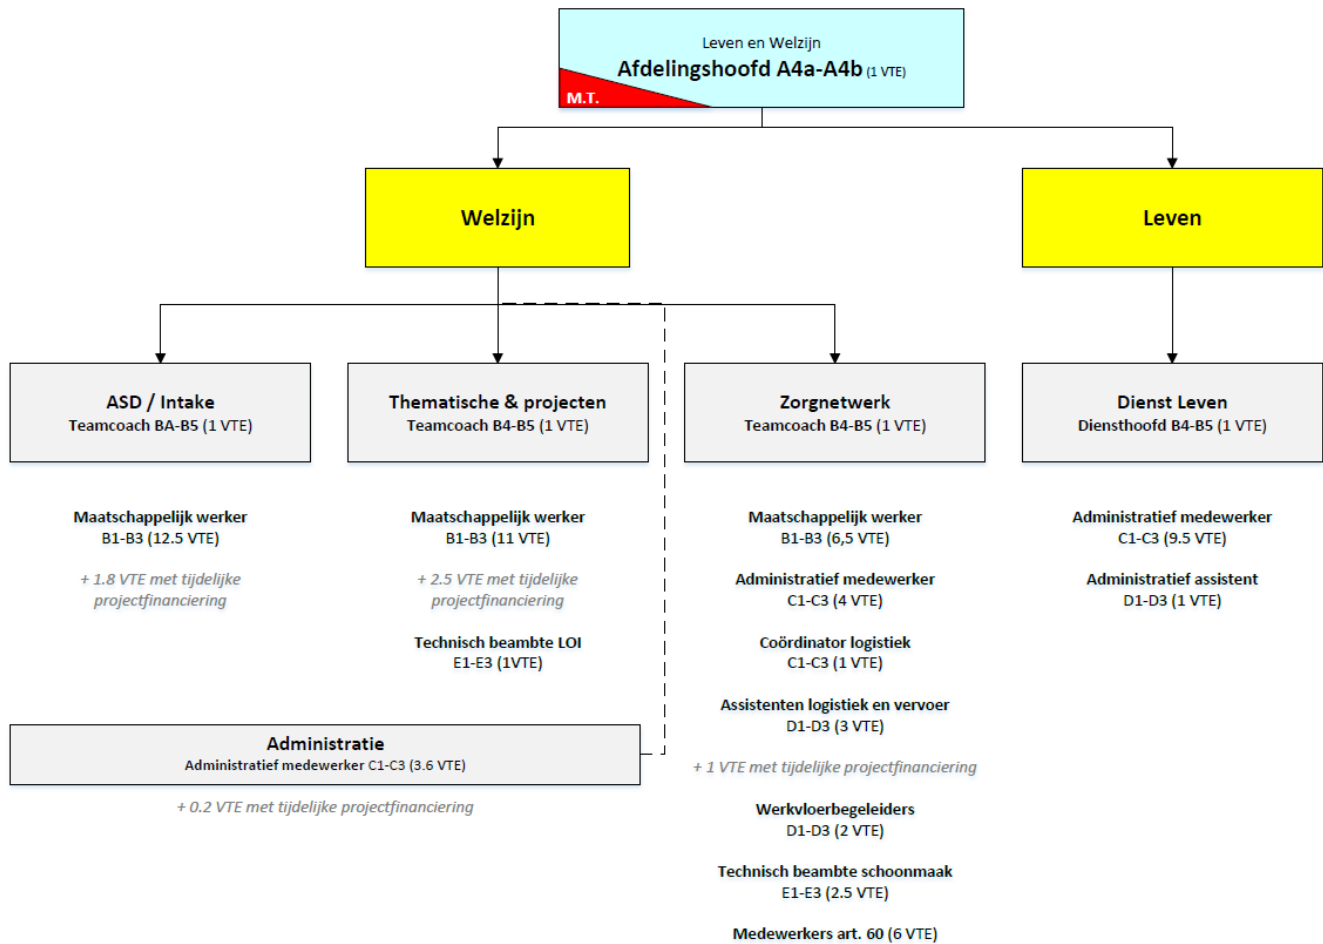 Leven en Welzijn
Afdelingshoofd A4a-A4b (1 VTE)
M.T.
Welzijn
Leven
ASD / Intake
Teamcoach BA-B5 (1 VTE)
Thematische & projecten
Teamcoach B4-B5 (1 VTE)
Zorgnetwerk
Teamcoach B4-B5 (1 VTE)
Dienst Leven
Diensthoofd B4-B5 (1 VTE)
Maatschappelijk werker
B1-B3 (12.5 VTE)
+ 1.8 VTE met tijdelijke
projectfinanciering
Maatschappelijk werker
B1-B3 (11 VTE)
+ 2.5 VTE met tijdelijke
projectfinanciering
Technisch beambte LOI
E1-E3 (1VTE)
Administratie
Administratief medewerker C1-C3 (3.6 VTE)
+ 0.2 VTE met tijdelijke projectfinanciering
Maatschappelijk werker
B1-B3 (6,5 VTE)
Administratief medewerker
C1-C3 (4 VTE)
Coördinator logistiek
C1-C3 (1 VTE)
Assistenten logistiek en vervoer
D1-D3 (3 VTE)
+ 1 VTE met tijdelijke projectfinanciering
Werkvloerbegeleiders
D1-D3 (2 VTE)
Technisch beambte schoonmaak
E1-E3 (2.5 VTE)
Medewerkers art. 60 (6 VTE)
Administratief medewerker
C1-C3 (9.5 VTE)
Administratief assistent
D1-D3 (1 VTE)